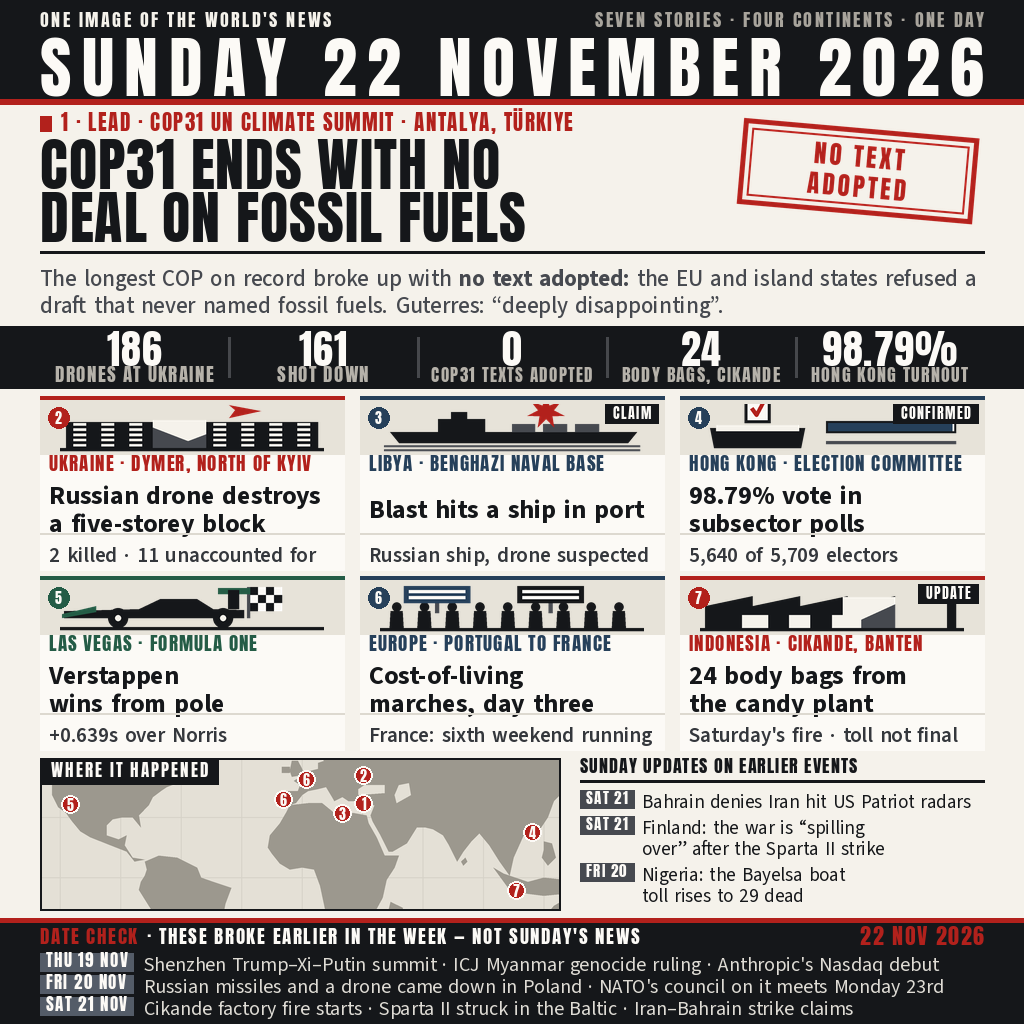 ONE IMAGE OF THE WORLD'S NEWS
SEVEN STORIES · FOUR CONTINENTS · ONE DAY
SUNDAY 22 NOVEMBER 2026
1 · LEAD · COP31 UN CLIMATE SUMMIT · ANTALYA, TÜRKIYE
COP31 ENDS WITH NO
DEAL ON FOSSIL FUELS
NO TEXT
ADOPTED
The longest COP on record broke up with no text adopted: the EU and island states refused a
draft that never named fossil fuels. Guterres: “deeply disappointing”.
186
DRONES AT UKRAINE
161
SHOT DOWN
0
COP31 TEXTS ADOPTED
24
BODY BAGS, CIKANDE
98.79%
HONG KONG TURNOUT
2
UKRAINE · DYMER, NORTH OF KYIV
Russian drone destroys
a five-storey block
2 killed · 11 unaccounted for
3
CLAIM
LIBYA · BENGHAZI NAVAL BASE
Blast hits a ship in port
Russian ship, drone suspected
4
CONFIRMED
HONG KONG · ELECTION COMMITTEE
98.79% vote in
subsector polls
5,640 of 5,709 electors
5
LAS VEGAS · FORMULA ONE
Verstappen
wins from pole
+0.639s over Norris
6
EUROPE · PORTUGAL TO FRANCE
Cost-of-living
marches, day three
France: sixth weekend running
7
UPDATE
INDONESIA · CIKANDE, BANTEN
24 body bags from
the candy plant
Saturday's fire · toll not final
WHERE IT HAPPENED
5
6
6
2
1
3
4
7
SUNDAY UPDATES ON EARLIER EVENTS
SAT 21 Bahrain denies Iran hit US Patriot radars
SAT 21 Finland: the war is “spilling
over” after the Sparta II strike
FRI 20 Nigeria: the Bayelsa boat
toll rises to 29 dead
DATE CHECK · THESE BROKE EARLIER IN THE WEEK – NOT SUNDAY'S NEWS
22 NOV 2026
THU 19 NOV Shenzhen Trump–Xi–Putin summit · ICJ Myanmar genocide ruling · Anthropic's Nasdaq debut
FRI 20 NOV Russian missiles and a drone came down in Poland · NATO's council on it meets Monday 23rd
SAT 21 NOV Cikande factory fire starts · Sparta II struck in the Baltic · Iran–Bahrain strike claims